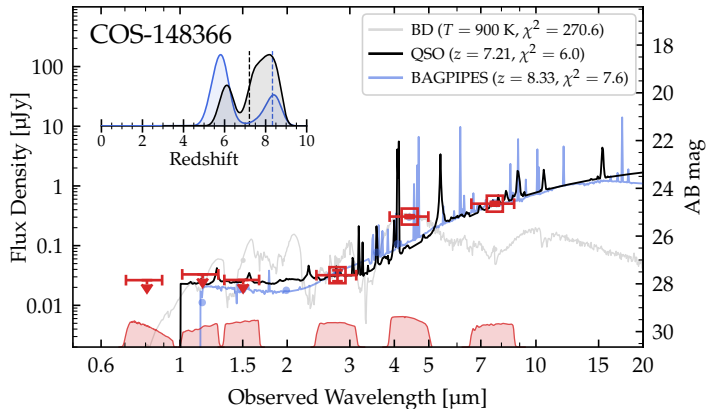 COS-148366
BD (T = 900 K, χ² = 270.6)
QSO (z = 7.21, χ² = 6.0)
BAGPIPES (z = 8.33, χ² = 7.6)
0 2 4 6 8 10
Redshift
100
10
1
0.1
0.01
Flux Density [µJy]
18
20
22
24
26
28
30
AB mag
0.6 1 1.5 2 3 4 5 6 10 15 20
Observed Wavelength [µm]